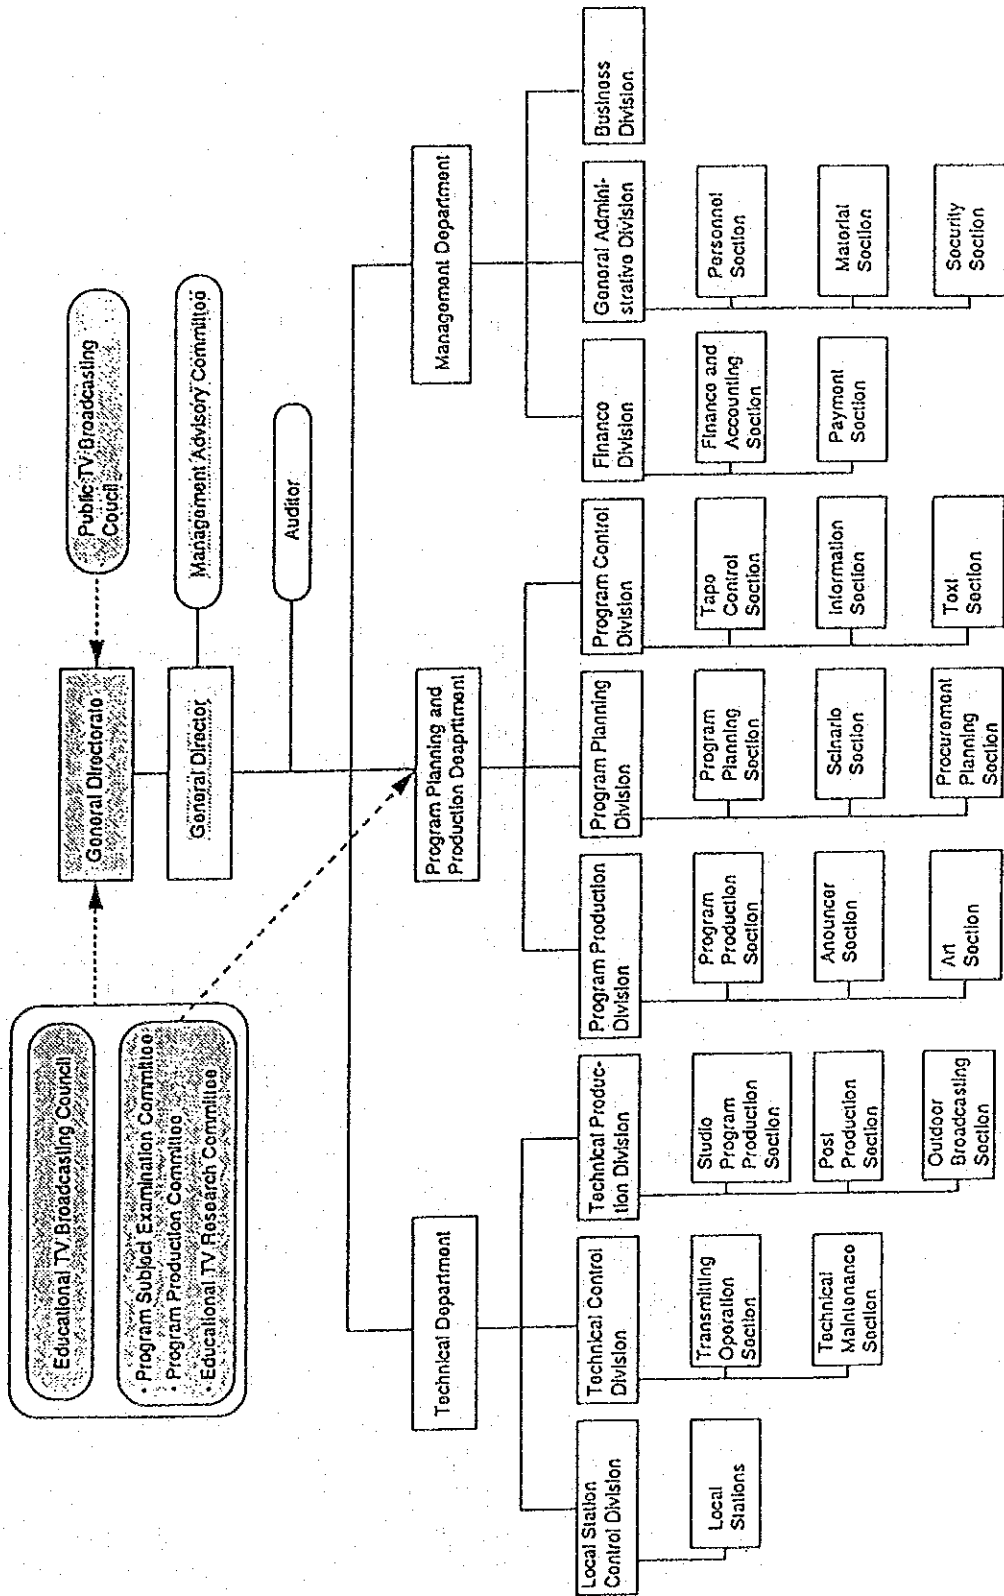 Public TV Broadcasting
Coucil
General Directorate
Management Advisory Committee
General Director
Auditor
Educational TV Broadcasting Council
• Program Subject Examination Committee
• Program Production Committee
• Educational TV Research Committee
Technical Department
Program Planning and
Production Deaprtment
Management Department
Local Station
Control Division
Technical Control
Division
Technical Produc-
tion Division
Program Production
Division
Program Planning
Division
Program Control
Division
Finance
Division
General Admini-
strative Division
Business
Division
Local
Stations
Transmitting
Operation
Section
Technical
Maintenance
Section
Studio
Program
Production
Section
Post
Production
Section
Outdoor
Broadcasting
Section
Program
Production
Section
Anouncer
Section
Art
Section
Program
Planning
Section
Scinario
Section
Procurement
Planning
Section
Tape
Control
Section
Information
Section
Text
Section
Finance and
Accounting
Section
Payment
Section
Personnel
Section
Material
Section
Security
Section